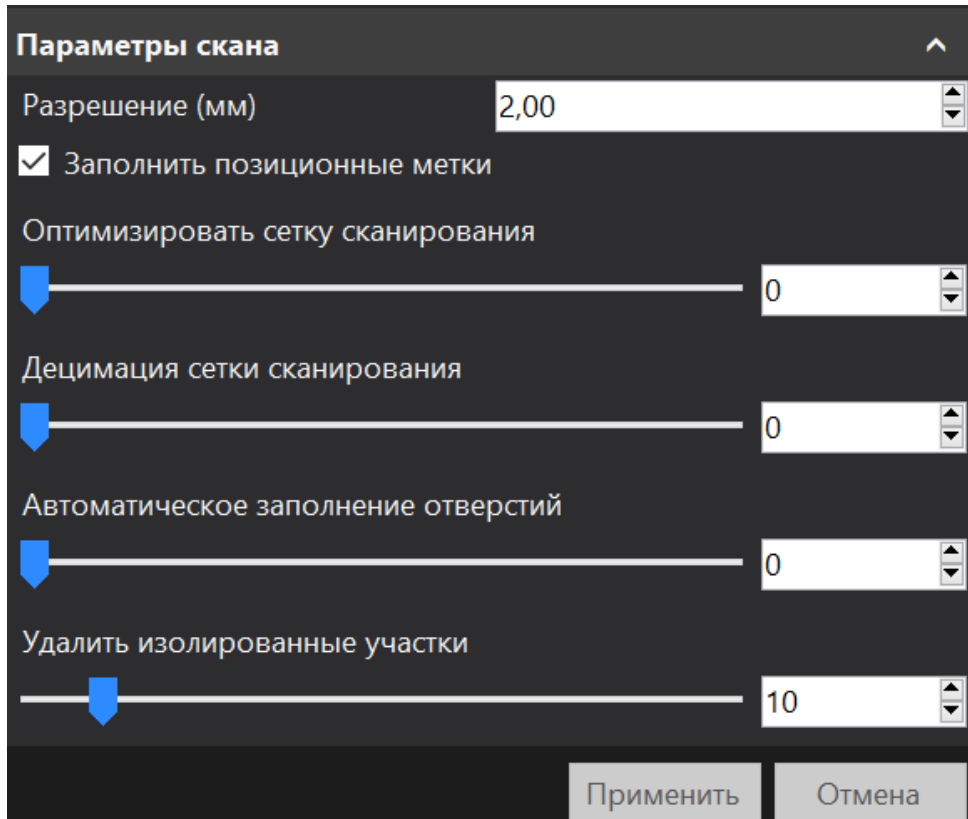 Параметры скана
Разрешение (мм) 2,00
Заполнить позиционные метки
Оптимизировать сетку сканирования
0
Децимация сетки сканирования
0
Автоматическое заполнение отверстий
0
Удалить изолированные участки
10
Применить Отмена